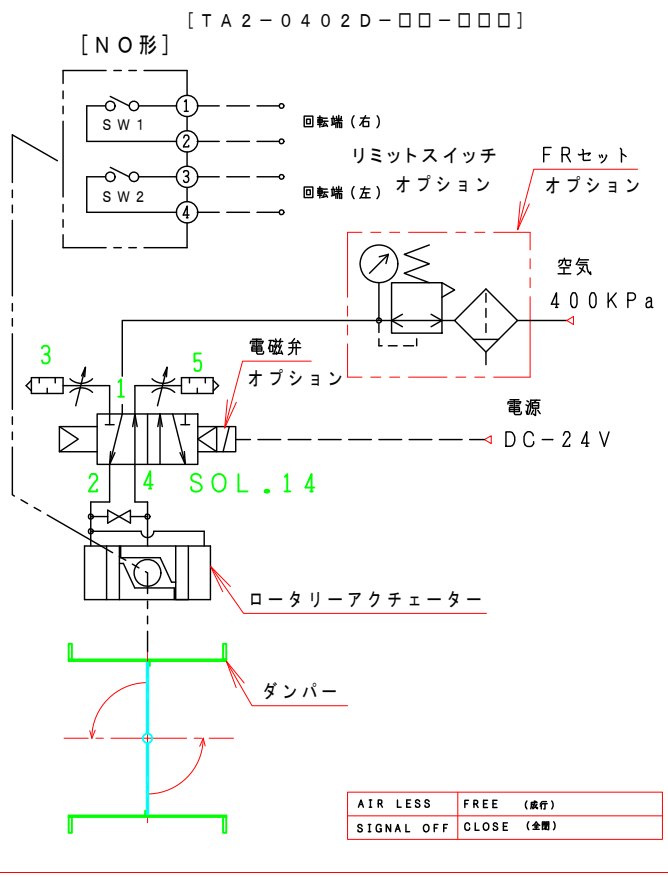 [TA2-0402D-□□-□□□]
[NO形]
1
SW1
回転端(右)
2
3
SW2
回転端(左)
4
リミットスイッチ
オプション
FRセット
オプション
空気
400KPa
電磁弁
オプション
3
1
5
電源
DC-24V
2
4
SOL.14
ロータリーアクチェーター
ダンパー
AIR LESS FREE (成行)
SIGNAL OFF CLOSE (全閉)